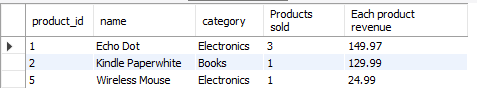 product_id name category Products sold Each product revenue
1 Echo Dot Electronics 3 149.97
2 Kindle Paperwhite Books 1 129.99
5 Wireless Mouse Electronics 1 24.99